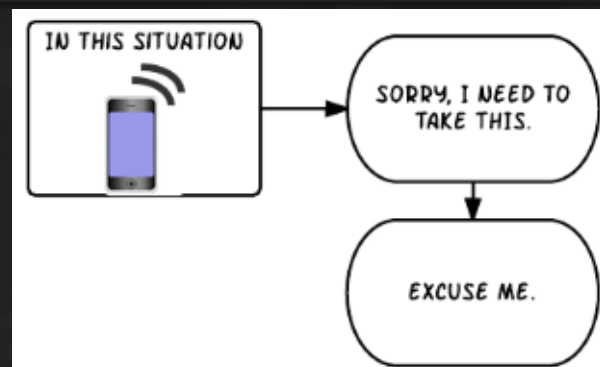 IN THIS SITUATION
SORRY, I NEED TO
TAKE THIS.
EXCUSE ME.